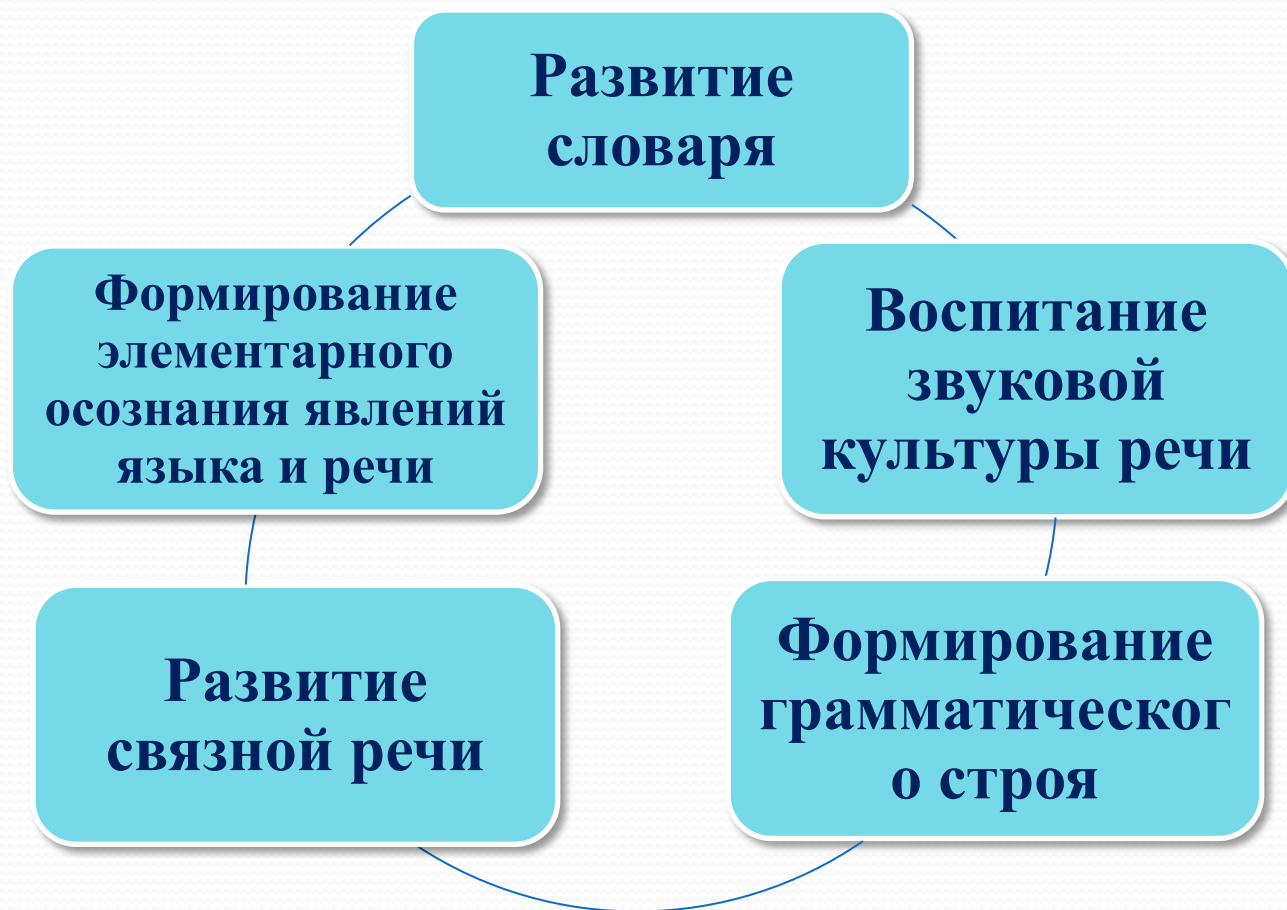 Развитие
словаря
Воспитание
звуковой
культуры речи
Формирование
грамматическог
о строя
Развитие
связной речи
Формирование
элементарного
осознания явлений
языка и речи